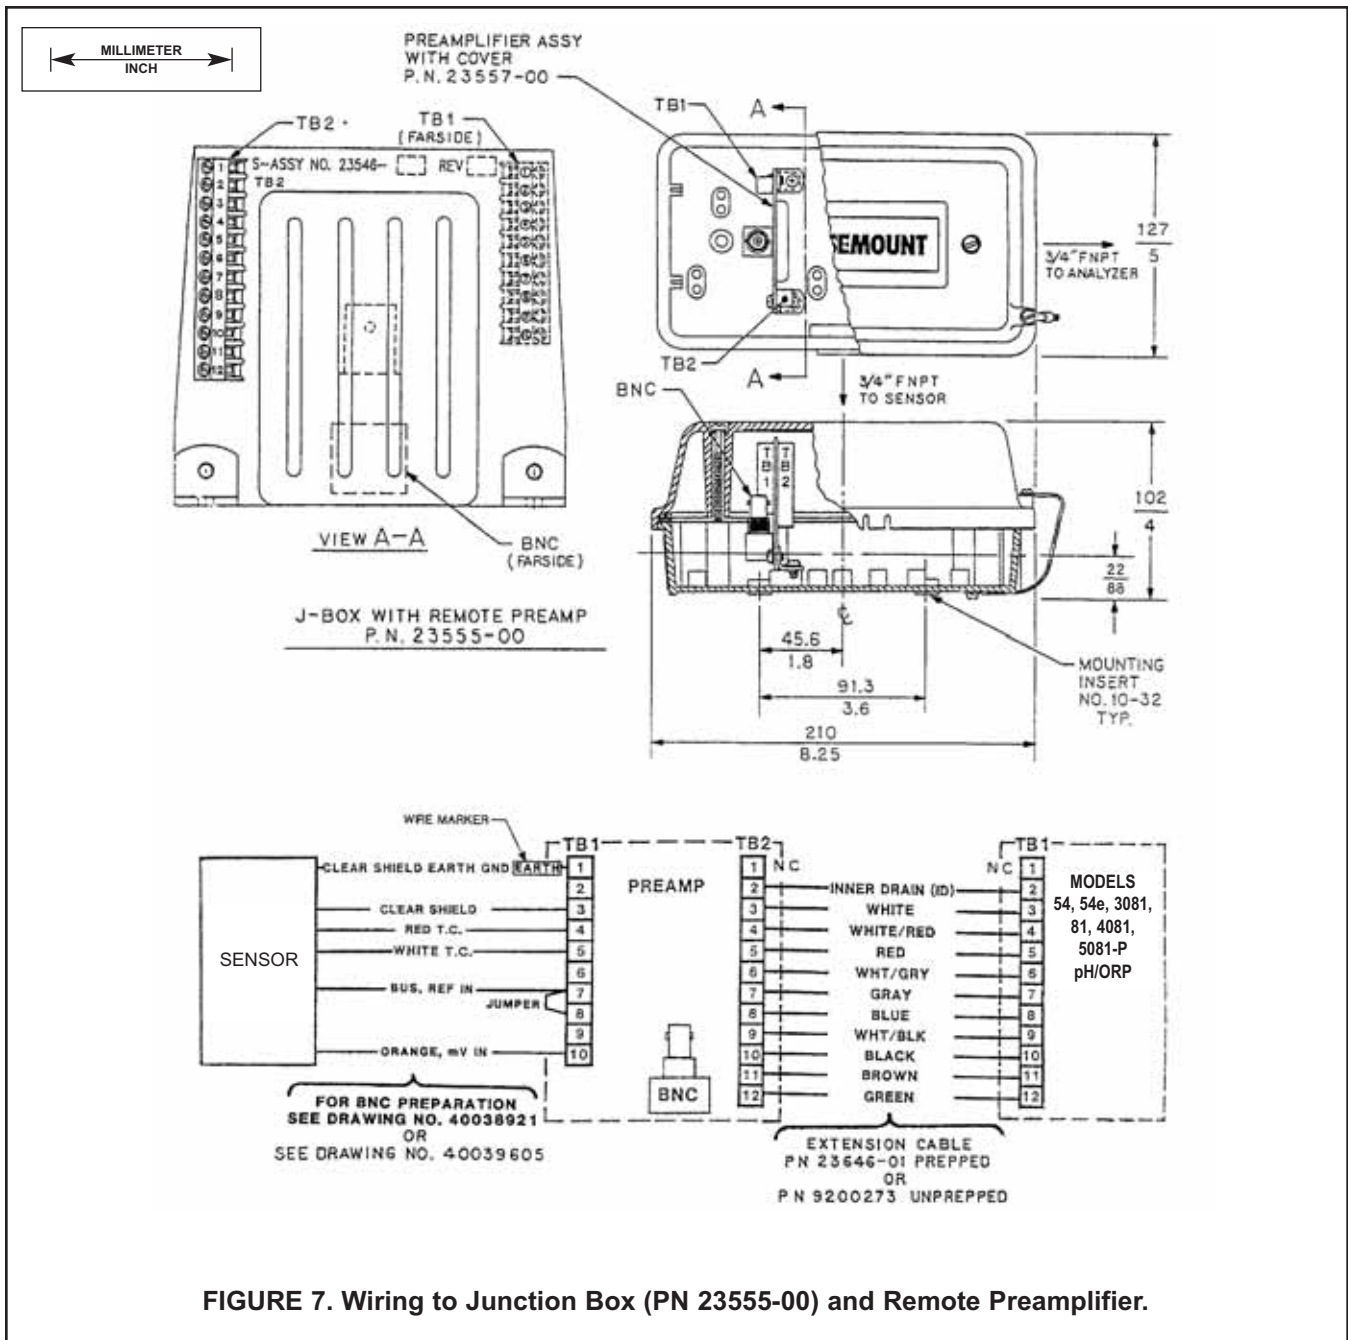 MILLIMETER
INCH
PREAMPLIFIER ASSY
WITH COVER
P.N. 23557-00
TB2
TB1
(FARSIDE)
S-ASSY NO. 23546-
REV
TB2
1
2
3
4
5
6
7
8
9
10
11
12
VIEW A-A
BNC
(FARSIDE)
J-BOX WITH REMOTE PREAMP
P.N. 23555-00
TB1
A
SEMOUNT
127
5
3/4" FNPT
TO ANALYZER
TB2
A
3/4" FNPT
TO SENSOR
BNC
TB1
TB2
102
4
22
88
45.6
1.8
91.3
3.6
210
8.25
MOUNTING
INSERT
NO. 10-32
TYP.
WIRE MARKER
SENSOR
CLEAR SHIELD EARTH GND EARTH
CLEAR SHIELD
RED T.C.
WHITE T.C.
BUS, REF IN
JUMPER
ORANGE, mV IN
TB1
1
2
3
4
5
6
7
8
9
10
PREAMP
BNC
TB2
1
2
3
4
5
6
7
8
9
10
11
12
NC
INNER DRAIN (ID)
WHITE
WHITE/RED
RED
WHT/GRY
GRAY
BLUE
WHT/BLK
BLACK
BROWN
GREEN
NC
TB1
1
2
3
4
5
6
7
8
9
10
11
12
MODELS
54, 54e, 3081,
81, 4081,
5081-P
pH/ORP
FOR BNC PREPARATION
SEE DRAWING NO. 40038921
OR
SEE DRAWING NO. 40039605
EXTENSION CABLE
PN 23646-01 PREPPED
OR
PN 9200273 UNPREPPED
FIGURE 7. Wiring to Junction Box (PN 23555-00) and Remote Preamplifier.